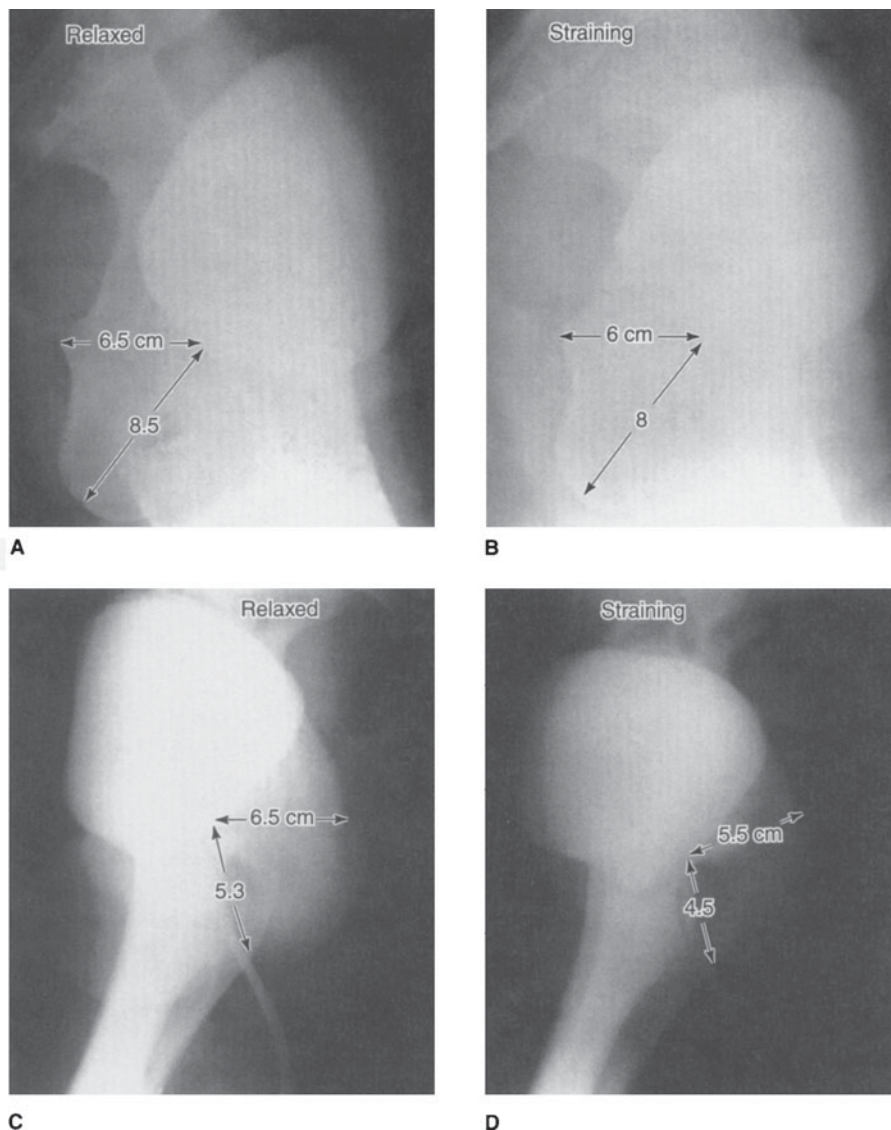 Relaxed
6.5 cm
8.5
A
Straining
6 cm
8
B
Relaxed
6.5 cm
5.3
C
Straining
5.5 cm
4.5
D